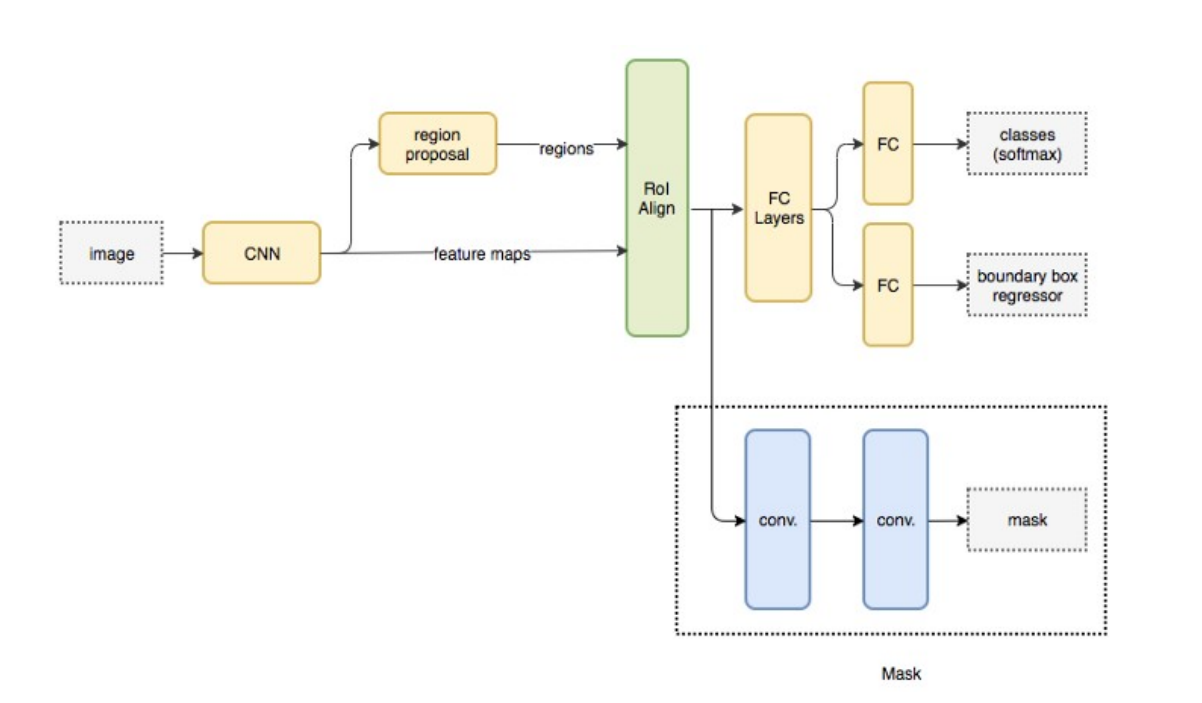 image
CNN
region
proposal
regions
feature maps
RoI
Align
FC
Layers
FC
classes
(softmax)
FC
boundary box
regressor
conv.
conv.
mask
Mask